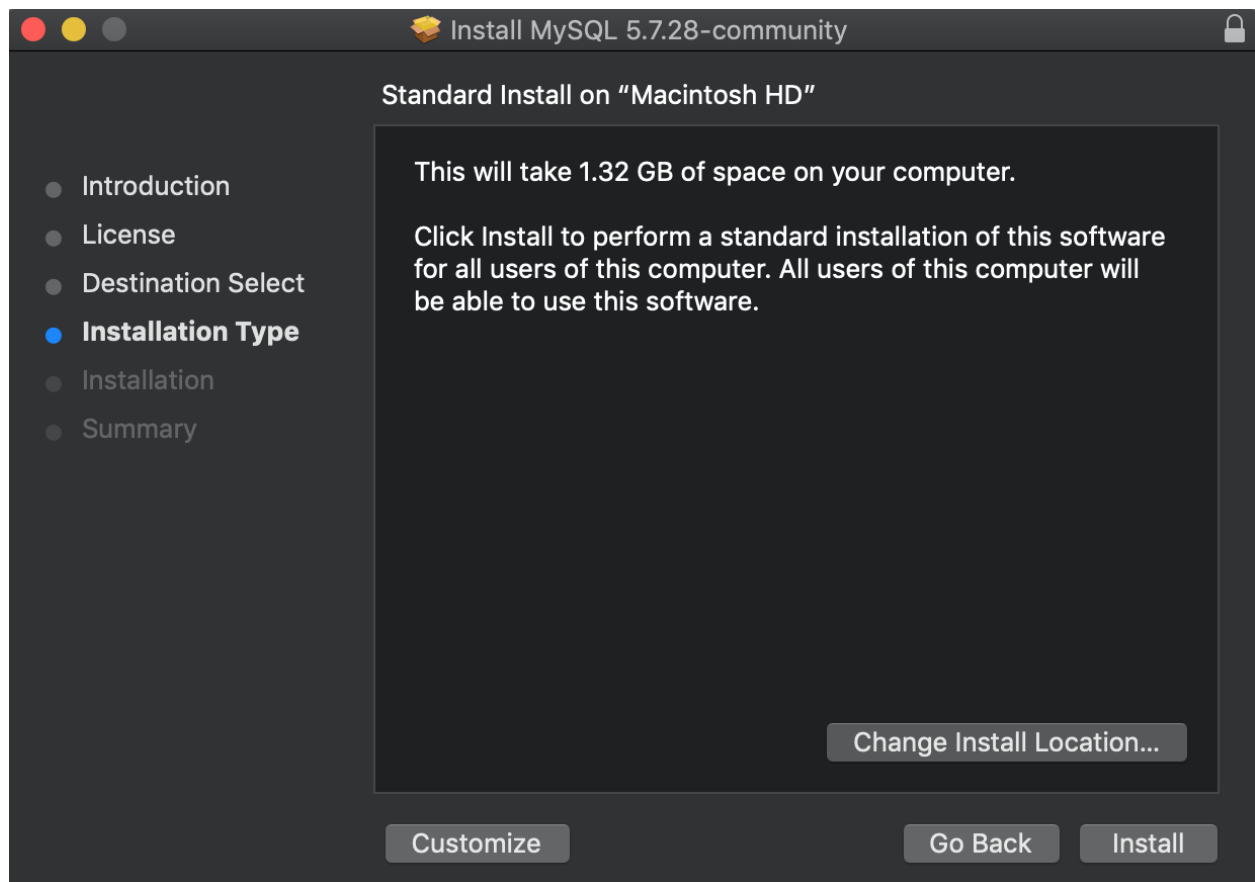 Install MySQL 5.7.28-community
Standard Install on “Macintosh HD”
Introduction
License
Destination Select
Installation Type
Installation
Summary
This will take 1.32 GB of space on your computer.
Click Install to perform a standard installation of this software
for all users of this computer. All users of this computer will
be able to use this software.
Change Install Location...
Customize
Go Back
Install